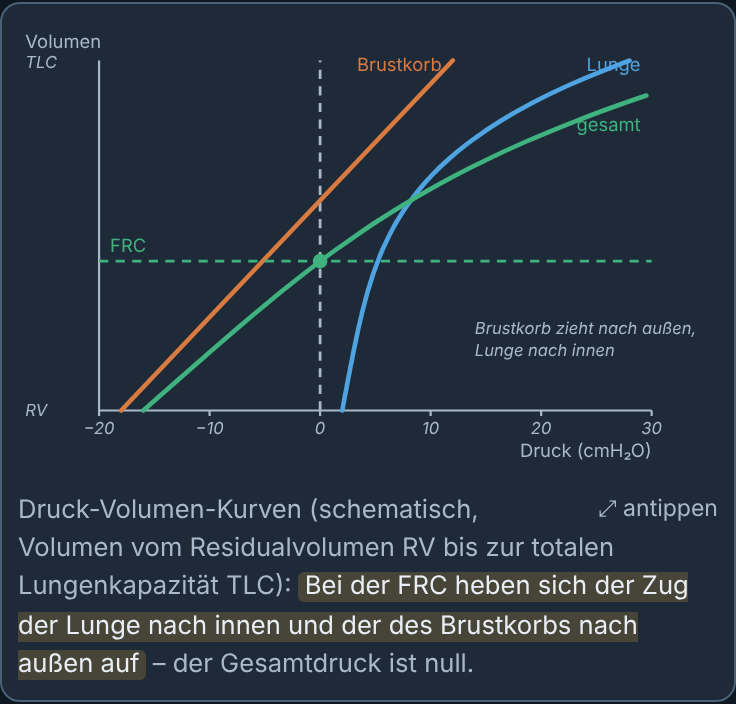 Volumen
TLC
Brustkorb
Lunge
gesamt
FRC
Brustkorb zieht nach außen,
Lunge nach innen
RV
−20 −10 0 10 20 30
Druck (cmH₂O)
Druck-Volumen-Kurven (schematisch, ⤢ antippen
Volumen vom Residualvolumen RV bis zur totalen
Lungenkapazität TLC): Bei der FRC heben sich der Zug
der Lunge nach innen und der des Brustkorbs nach
außen auf – der Gesamtdruck ist null.